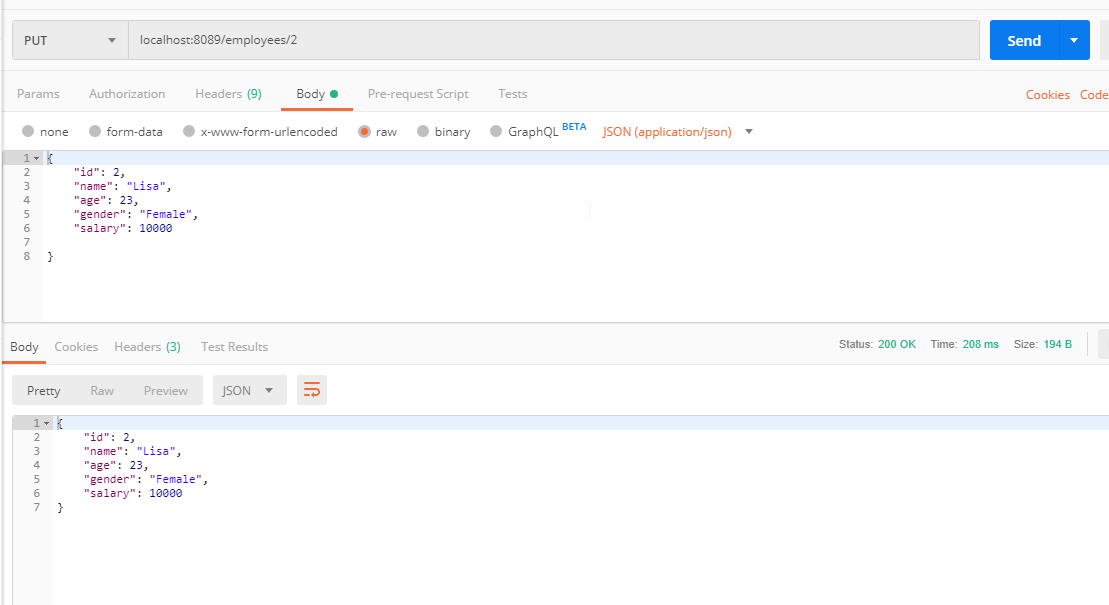 PUT localhost:8089/employees/2 Send
Params Authorization Headers (9) Body Pre-request Script Tests Cookies Code
none form-data x-www-form-urlencoded raw binary GraphQL BETA JSON (application/json)
1 {
2 "id": 2,
3 "name": "Lisa",
4 "age": 23,
5 "gender": "Female",
6 "salary": 10000
7
8 }
Body Cookies Headers (3) Test Results Status: 200 OK Time: 208 ms Size: 194 B
Pretty Raw Preview JSON
1 {
2 "id": 2,
3 "name": "Lisa",
4 "age": 23,
5 "gender": "Female",
6 "salary": 10000
7 }